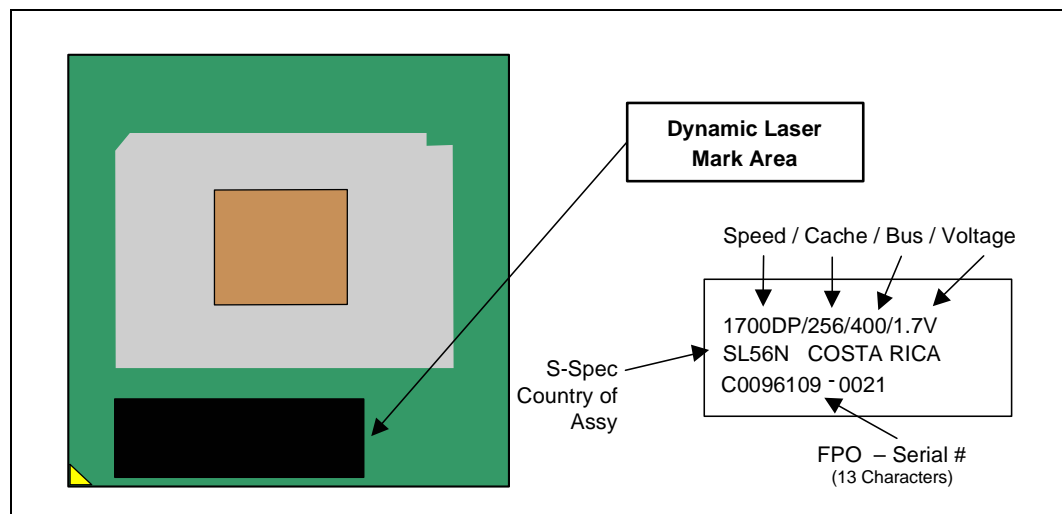 Dynamic Laser
Mark Area
Speed / Cache / Bus / Voltage
1700DP/256/400/1.7V
SL56N COSTA RICA
C0096109 - 0021
S-Spec
Country of
Assy
FPO – Serial #
(13 Characters)